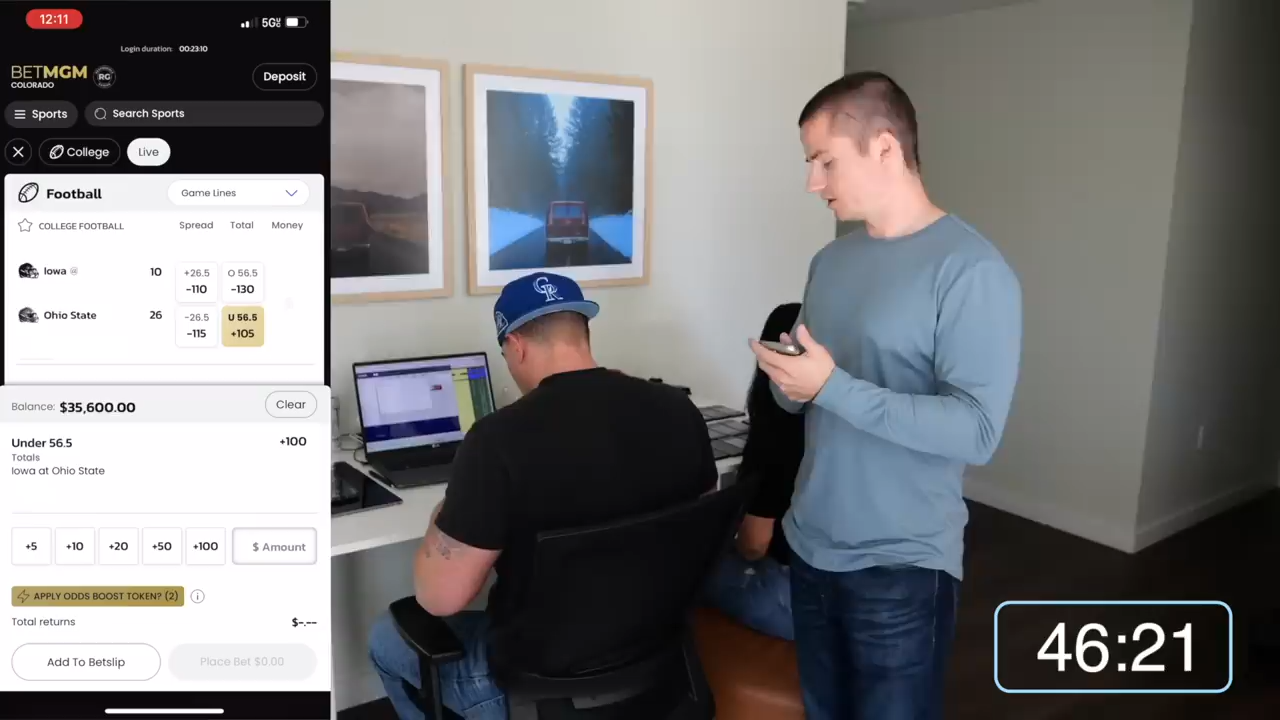 12:11
5G
Login duration: 00:23:10
BETMGM
COLORADO
RG
Deposit
Sports
Search Sports
College
Live
Football
Game Lines
COLLEGE FOOTBALL
Spread Total Money
Iowa @ 10 +26.5 O 56.5
-110 -130
Ohio State 26 -26.5 U 56.5
-115 +105
Balance: $35,600.00
Clear
Under 56.5 +100
Totals
Iowa at Ohio State
+5 +10 +20 +50 +100 $ Amount
APPLY ODDS BOOST TOKEN? (2)
Total returns $-.--
Add To Betslip Place Bet $0.00
CR
46:21